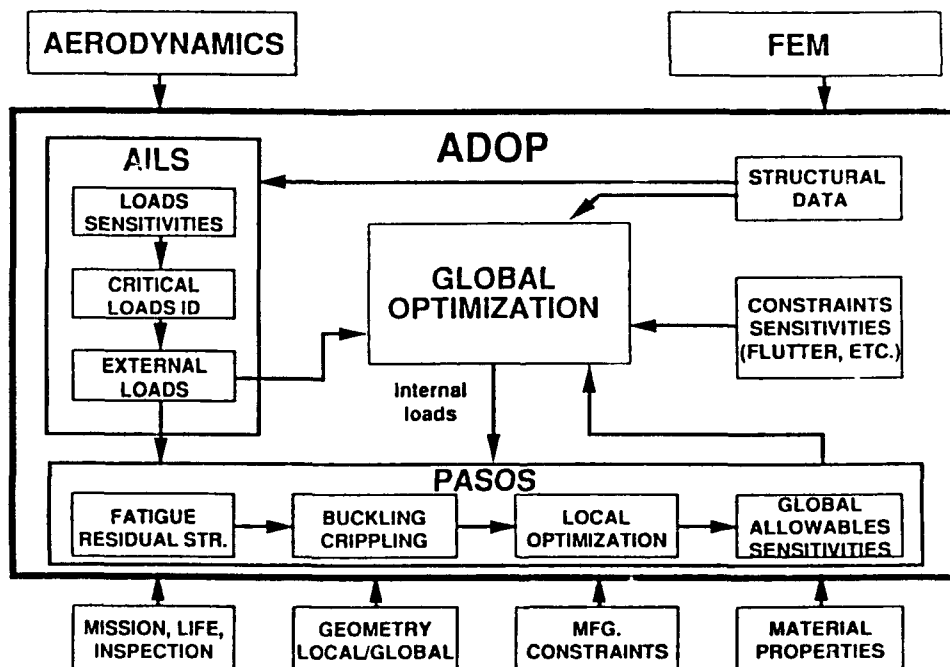 AERODYNAMICS
FEM
ADOP
AILS
LOADS
SENSITIVITIES
CRITICAL
LOADS ID
EXTERNAL
LOADS
GLOBAL
OPTIMIZATION
STRUCTURAL
DATA
CONSTRAINTS
SENSITIVITIES
(FLUTTER, ETC.)
Internal
loads
PASOS
FATIGUE
RESIDUAL STR.
BUCKLING
CRIPPLING
LOCAL
OPTIMIZATION
GLOBAL
ALLOWABLES
SENSITIVITIES
MISSION, LIFE,
INSPECTION
GEOMETRY
LOCAL/GLOBAL
MFG.
CONSTRAINTS
MATERIAL
PROPERTIES